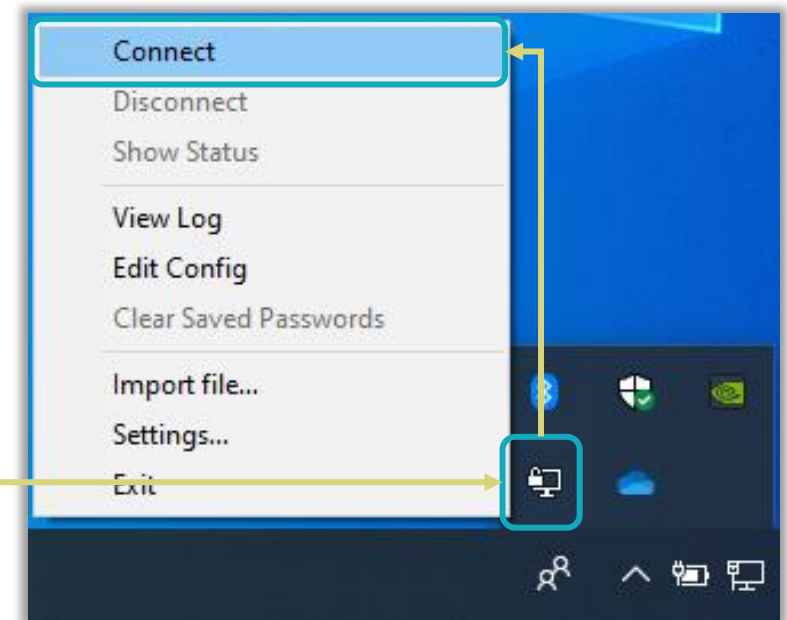 Connect
Disconnect
Show Status
View Log
Edit Config
Clear Saved Passwords
Import file...
Settings...
Exit